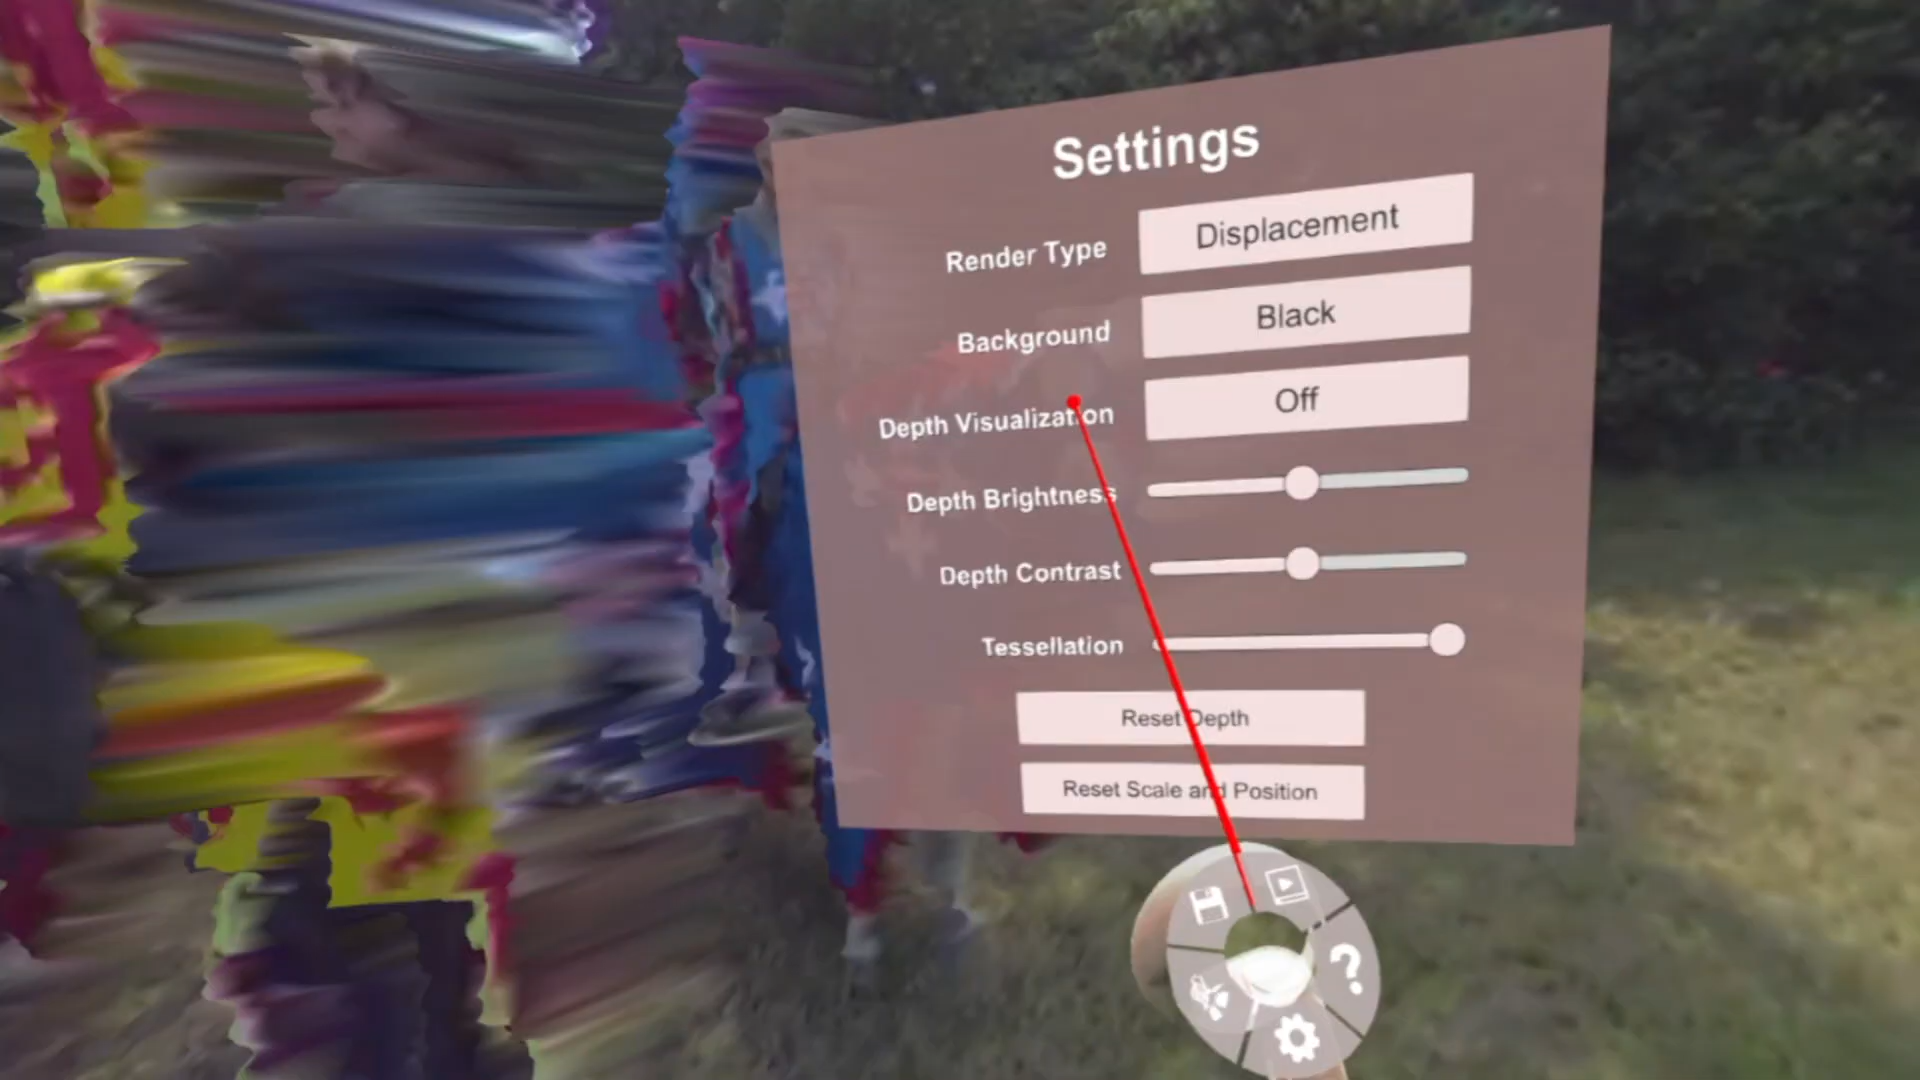 Settings
Render Type Displacement
Background Black
Depth Visualization Off
Depth Brightness
Depth Contrast
Tessellation
Reset Depth
Reset Scale and Position
?